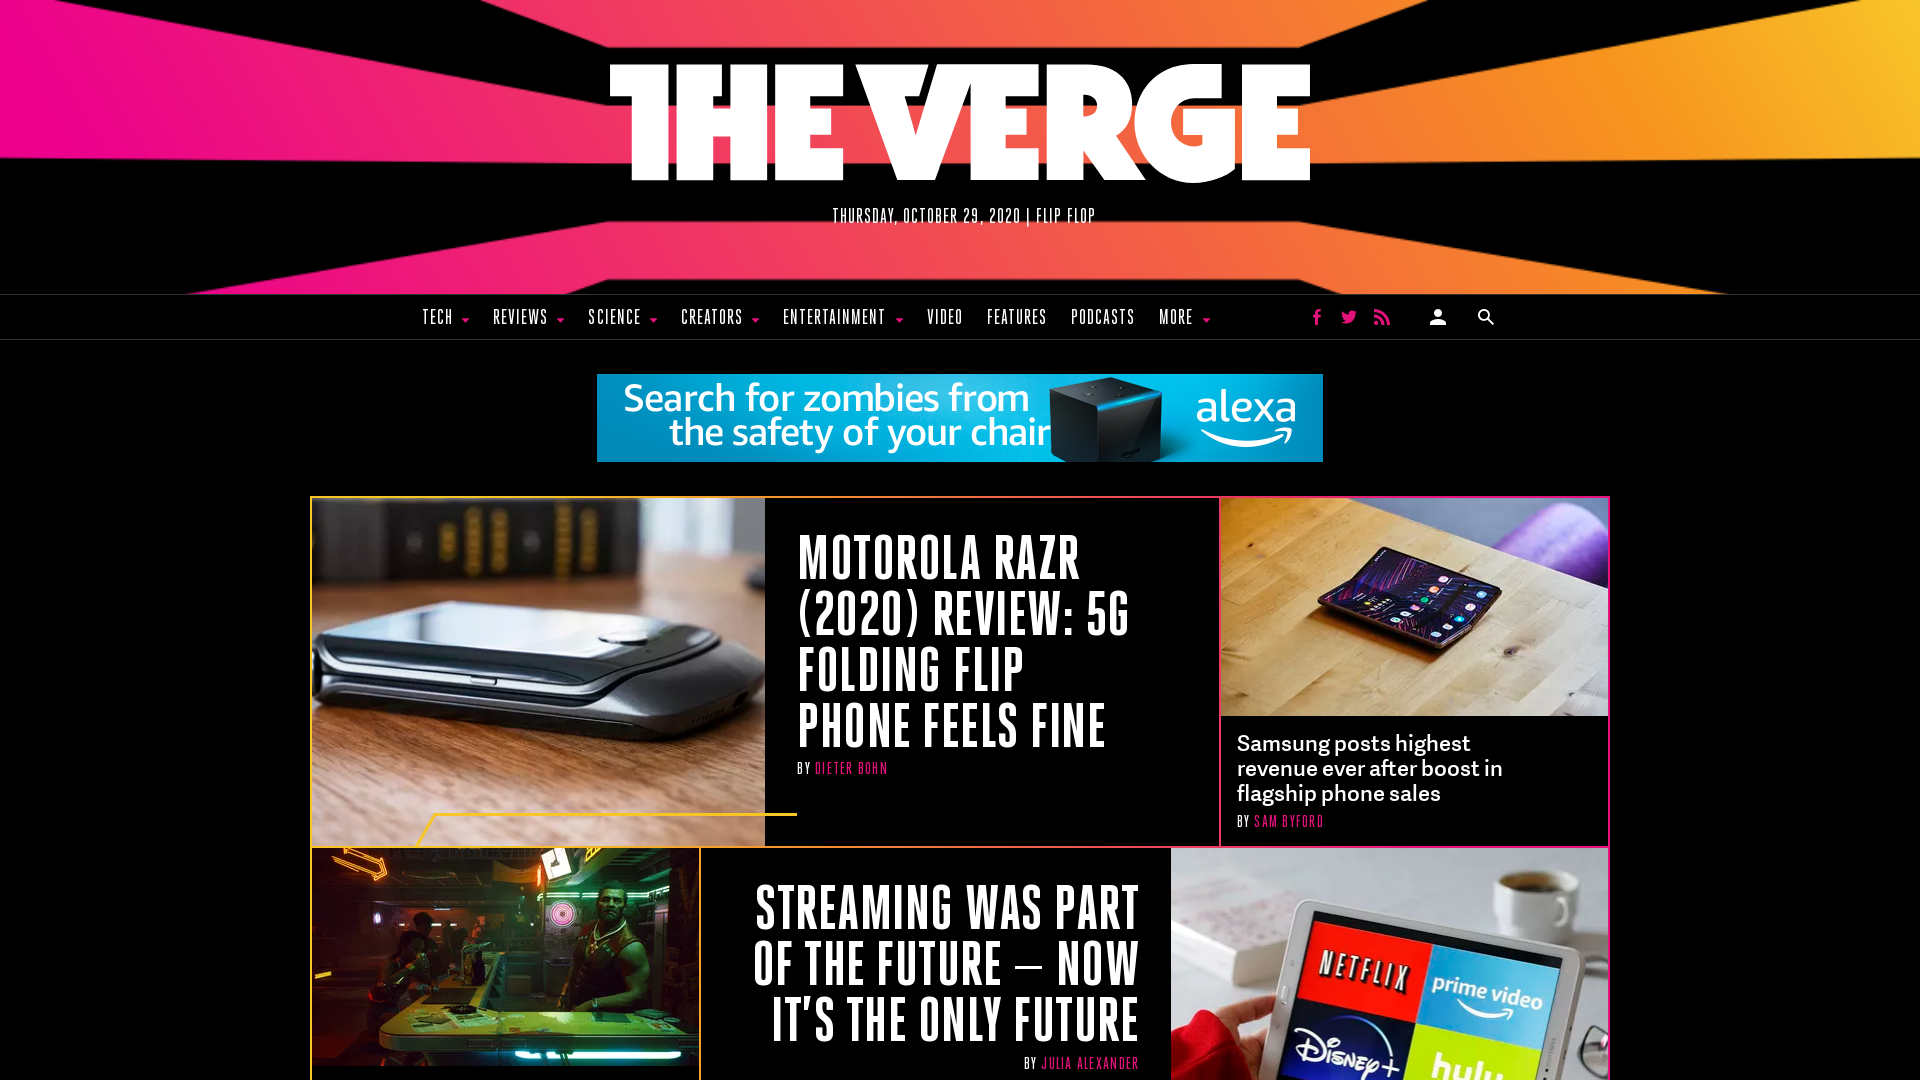 THE VERGE
THURSDAY, OCTOBER 29, 2020 | FLIP FLOP
TECH REVIEWS SCIENCE CREATORS ENTERTAINMENT VIDEO FEATURES PODCASTS MORE
Search for zombies from
the safety of your chair
alexa
MOTOROLA RAZR
(2020) REVIEW: 5G
FOLDING FLIP
PHONE FEELS FINE
BY DIETER BOHN
Samsung posts highest
revenue ever after boost in
flagship phone sales
BY SAM BYFORD
STREAMING WAS PART
OF THE FUTURE — NOW
IT’S THE ONLY FUTURE
BY JULIA ALEXANDER
NETFLIX
prime video
Disney+
hulu